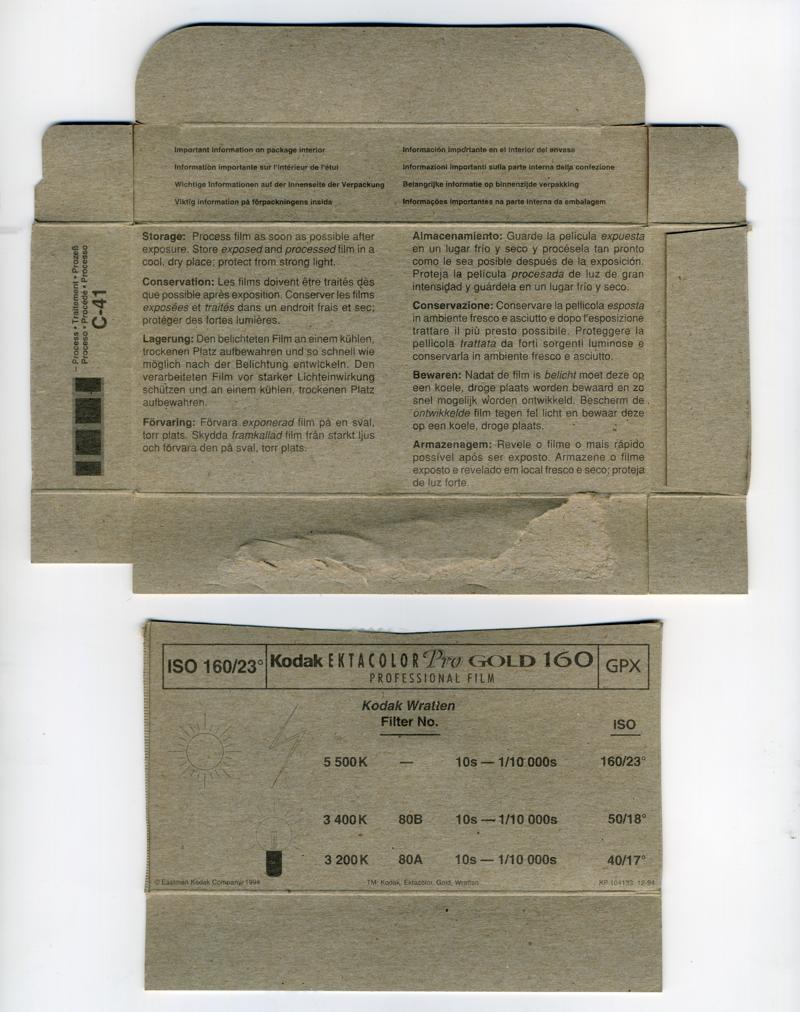 Important information on package interior
Information importante sur l'intérieur de l'étui
Wichtige Informationen auf der Innenseite der Verpackung
Viktig information på förpackningens insida
Información importante en el interior del envase
Informazioni importanti sulla parte interna della confezione
Belangrijke informatie op binnenzijde verpakking
Informações importantes na parte interna da embalagem
– Process • Traitement • Prozeß
Proceso • Procédé • Processo
C-41
Storage: Process film as soon as possible after
exposure. Store exposed and processed film in a
cool, dry place; protect from strong light.
Conservation: Les films doivent être traités dès
que possible après exposition. Conserver les films
exposées et traités dans un endroit frais et sec;
protéger des fortes lumières.
Lagerung: Den belichteten Film an einem kühlen,
trockenen Platz aufbewahren und so schnell wie
möglich nach der Belichtung entwickeln. Den
verarbeiteten Film vor starker Lichteinwirkung
schützen und an einem kühlen, trockenen Platz
aufbewahren.
Förvaring: Förvara exponerad film på en sval,
torr plats. Skydda framkallad film från starkt ljus
och förvara den på sval, torr plats.
Almacenamiento: Guarde la película expuesta
en un lugar frío y seco y procésela tan pronto
como le sea posible después de la exposición.
Proteja la película procesada de luz de gran
intensidad y guárdela en un lugar frío y seco.
Conservazione: Conservare la pellicola esposta
in ambiente fresco e asciutto e dopo l'esposizione
trattare il più presto possibile. Proteggere la
pellicola trattata da forti sorgenti luminose e
conservarla in ambiente fresco e asciutto.
Bewaren: Nadat de film is belicht moet deze op
een koele, droge plaats worden bewaard en zo
snel mogelijk worden ontwikkeld. Bescherm de
ontwikkelde film tegen fel licht en bewaar deze
op een koele, droge plaats.
Armazenagem: Revele o filme o mais rápido
possível após ser exposto. Armazene o filme
exposto e revelado em local fresco e seco; proteja
de luz forte.
ISO 160/23° Kodak EKTACOLOR Pro GOLD 160 GPX
PROFESSIONAL FILM
Kodak Wratten
Filter No. ISO
5 500 K — 10s — 1/10 000s 160/23°
3 400 K 80B 10s — 1/10 000s 50/18°
3 200 K 80A 10s — 1/10 000s 40/17°
© Eastman Kodak Company, 1994 TM: Kodak, Ektacolor, Gold, Wratten KP 104133 12-94